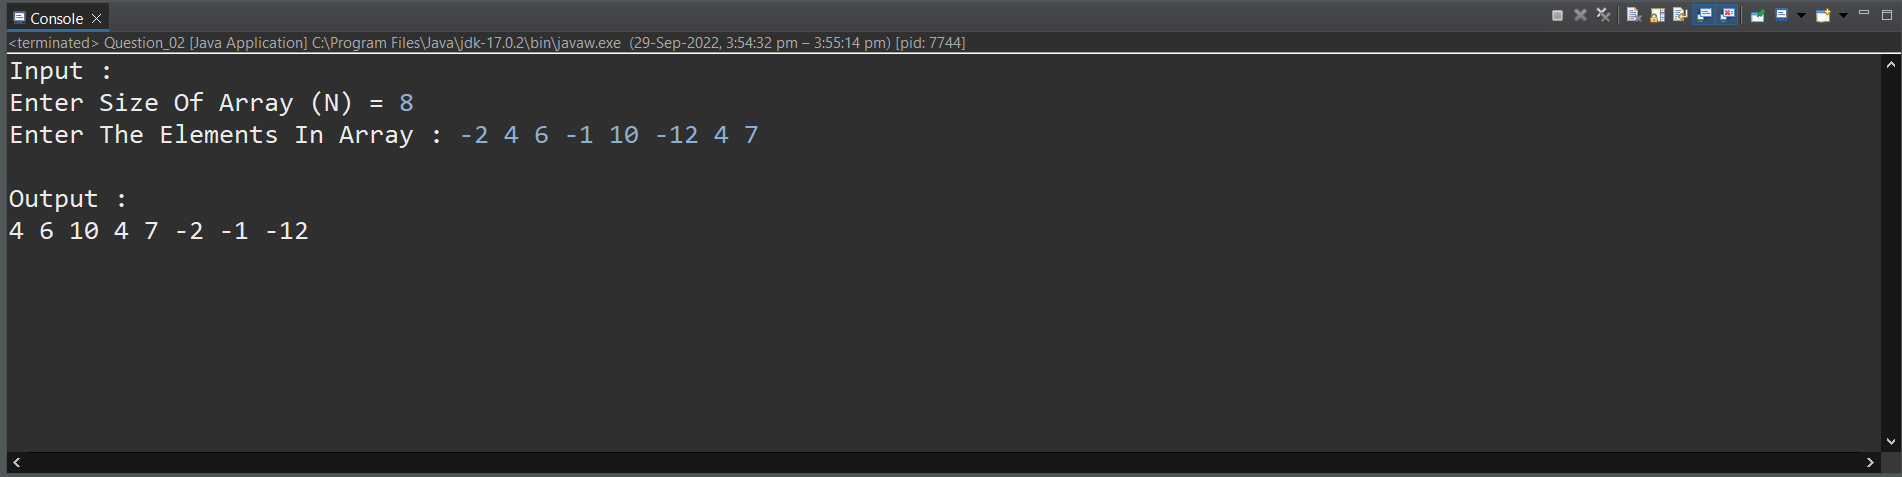 Console
<terminated> Question_02 [Java Application] C:\Program Files\Java\jdk-17.0.2\bin\javaw.exe (29-Sep-2022, 3:54:32 pm – 3:55:14 pm) [pid: 7744]
Input :
Enter Size Of Array (N) = 8
Enter The Elements In Array : -2 4 6 -1 10 -12 4 7
Output :
4 6 10 4 7 -2 -1 -12